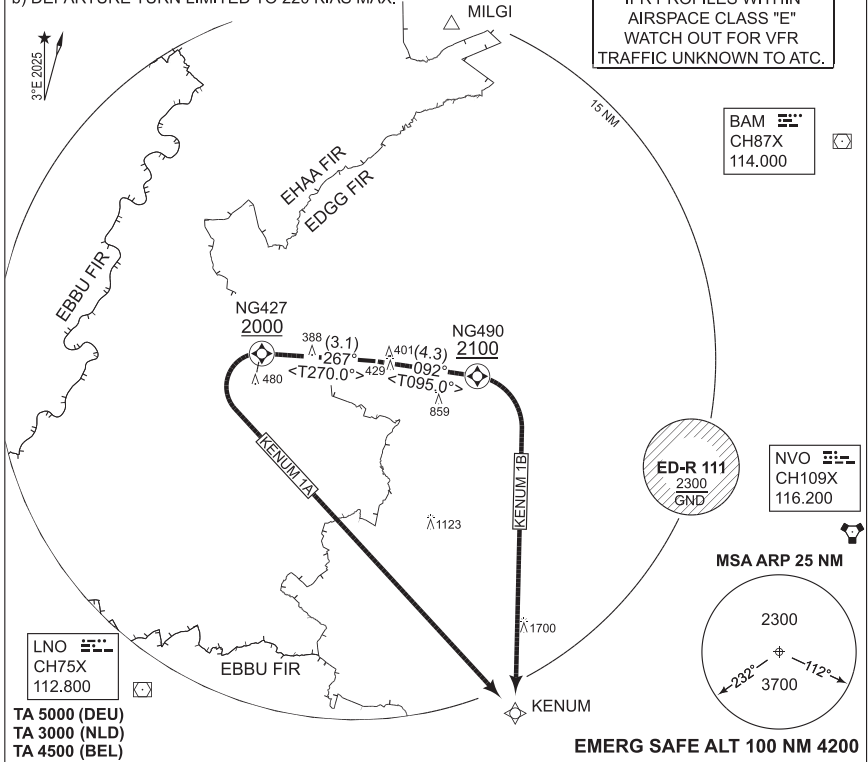 b) DEPARTURE TURN LIMITED TO 220 KIAS MAX.
IFR PROFILES WITHIN
AIRSPACE CLASS "E"
WATCH OUT FOR VFR
TRAFFIC UNKNOWN TO ATC.
MILGI
3°E 2025
15 NM
BAM
CH87X
114.000
EHAA FIR
EDGG FIR
EBBU FIR
NG427
2000
388
(3.1)
267°
<T270.0°>
480
401
429
(4.3)
092°
<T095.0°>
859
NG490
2100
KENUM 1A
KENUM 1B
ED-R 111
2300
GND
NVO
CH109X
116.200
1123
MSA ARP 25 NM
2300
232°
112°
3700
1700
LNO
CH75X
112.800
EBBU FIR
KENUM
TA 5000 (DEU)
TA 3000 (NLD)
TA 4500 (BEL)
EMERG SAFE ALT 100 NM 4200